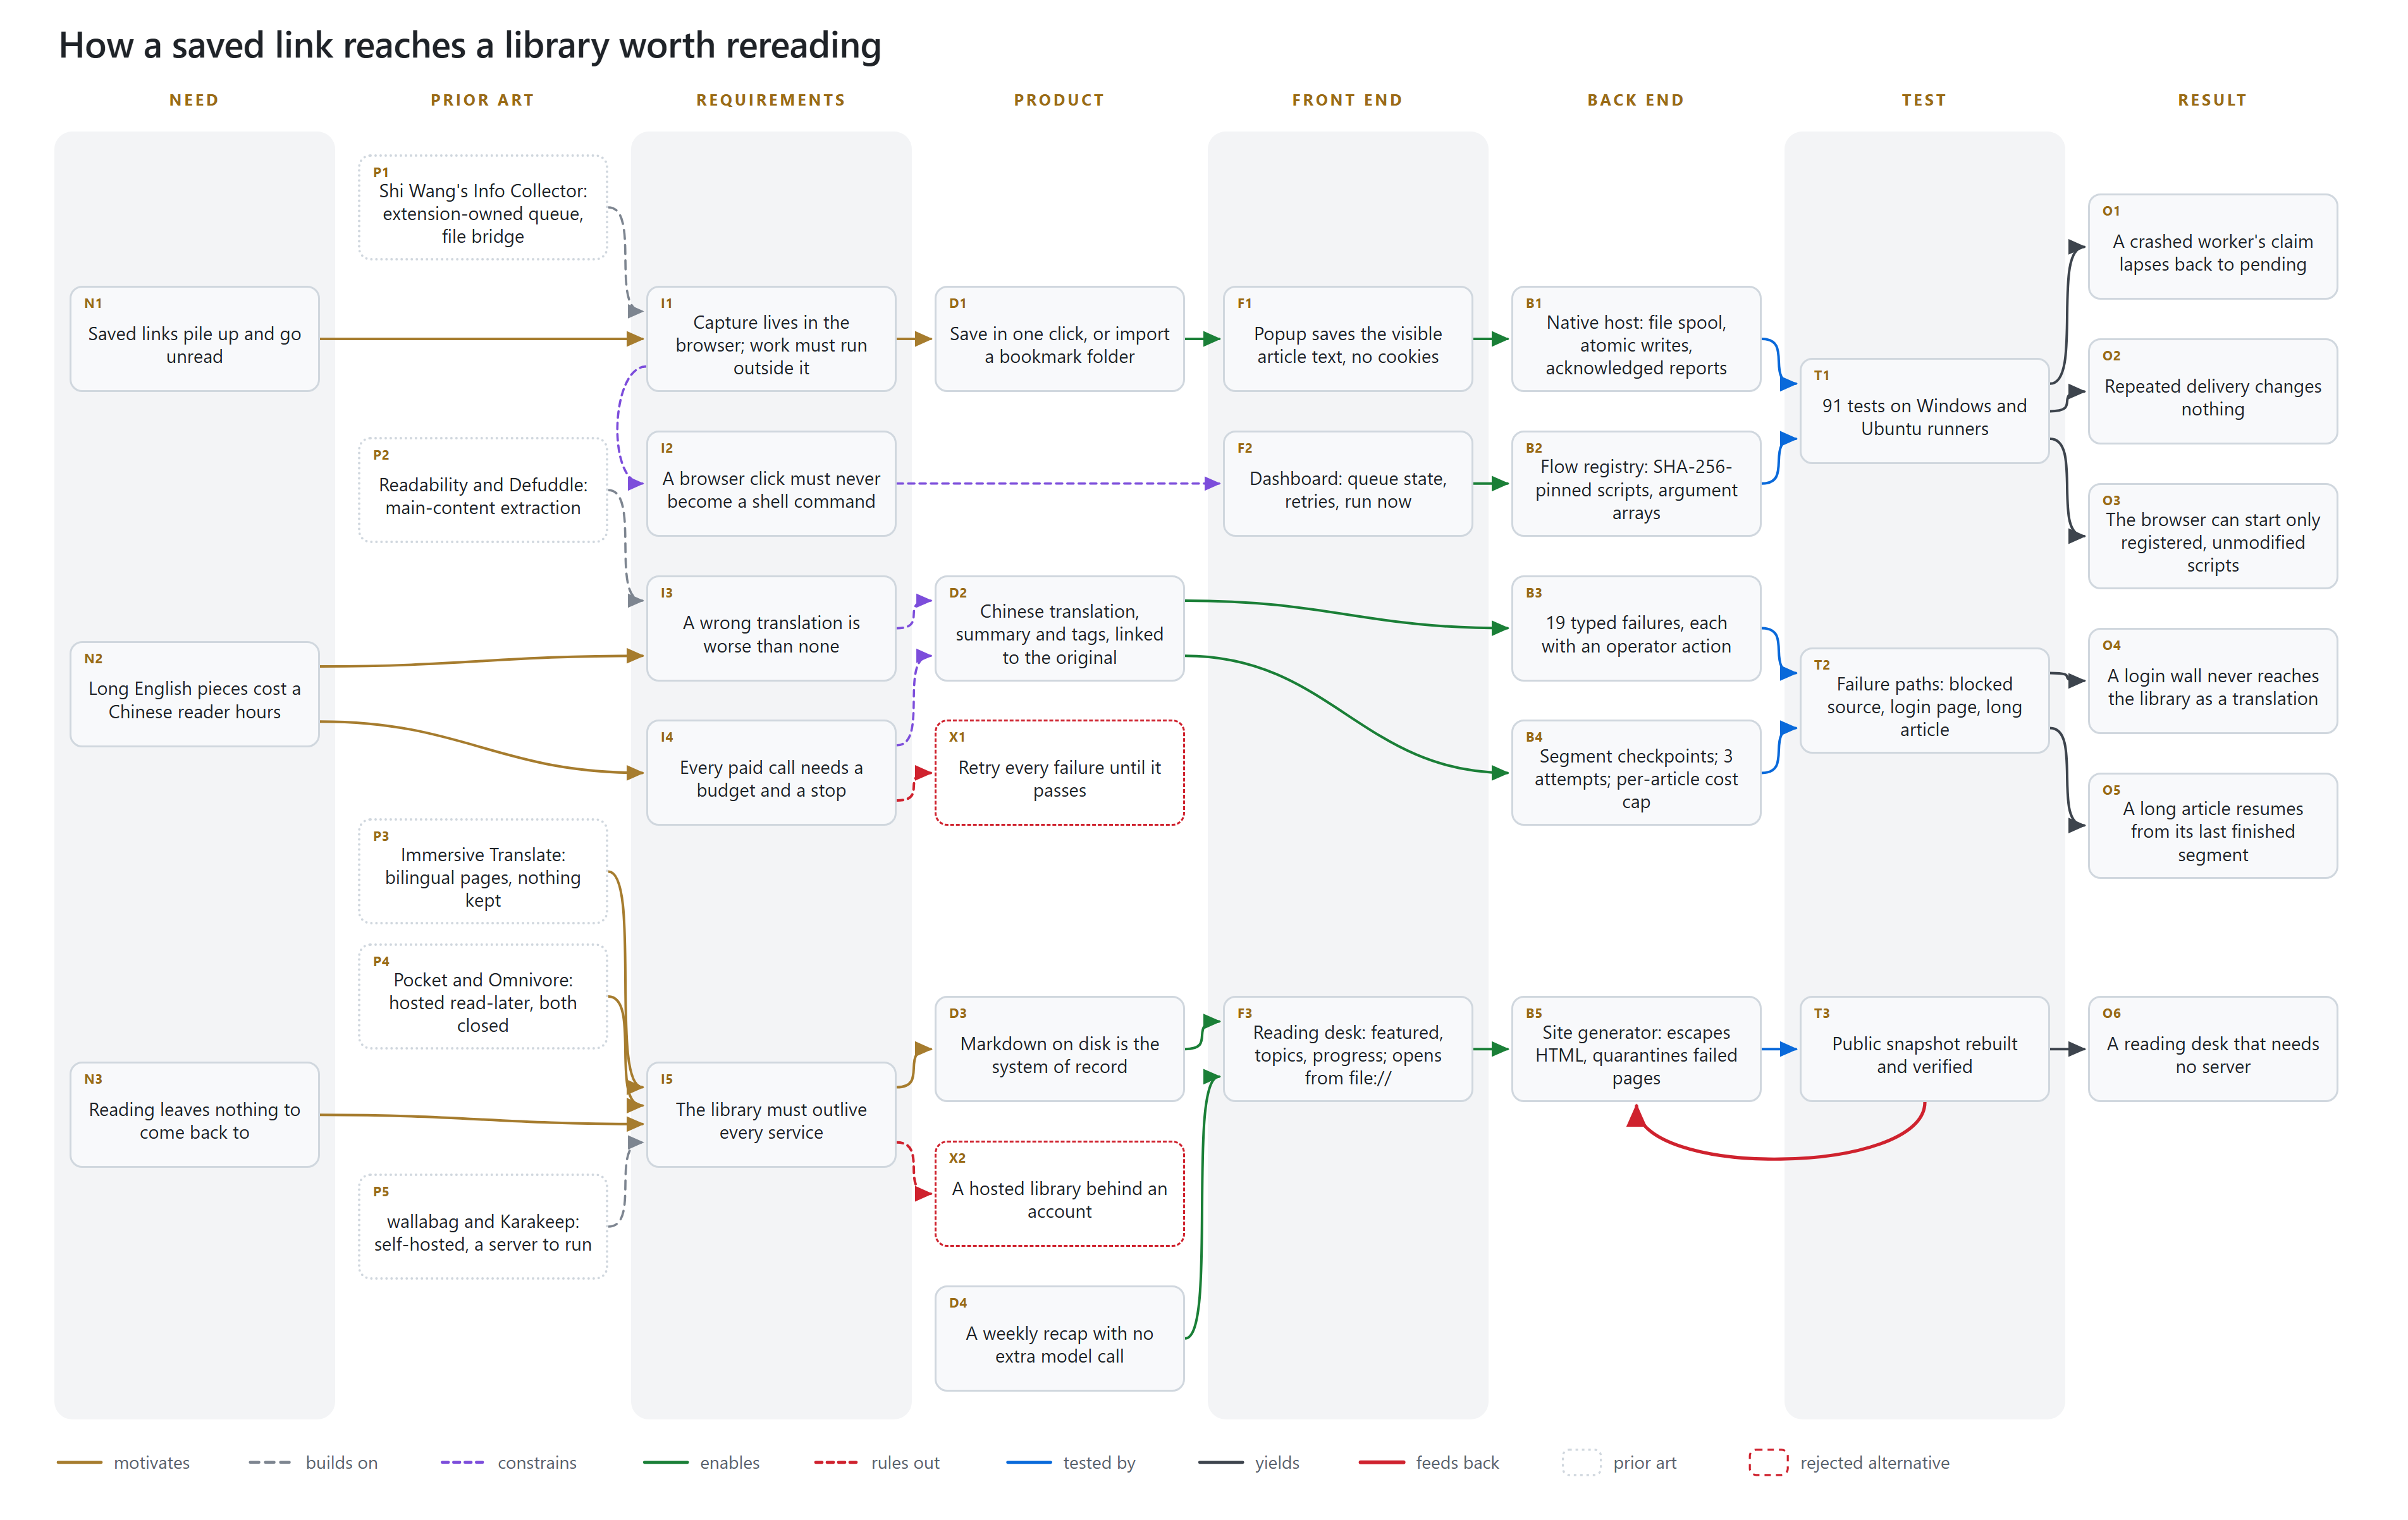 How a saved link reaches a library worth rereading
NEED
PRIOR ART
REQUIREMENTS
PRODUCT
FRONT END
BACK END
TEST
RESULT
N1
Saved links pile up and go
unread
N2
Long English pieces cost a
Chinese reader hours
N3
Reading leaves nothing to
come back to
P1
Shi Wang's Info Collector:
extension-owned queue,
file bridge
P2
Readability and Defuddle:
main-content extraction
P3
Immersive Translate:
bilingual pages, nothing
kept
P4
Pocket and Omnivore:
hosted read-later, both
closed
P5
wallabag and Karakeep:
self-hosted, a server to run
I1
Capture lives in the
browser; work must run
outside it
I2
A browser click must never
become a shell command
I3
A wrong translation is
worse than none
I4
Every paid call needs a
budget and a stop
I5
The library must outlive
every service
D1
Save in one click, or import
a bookmark folder
D2
Chinese translation,
summary and tags, linked
to the original
X1
Retry every failure until it
passes
D3
Markdown on disk is the
system of record
X2
A hosted library behind an
account
D4
A weekly recap with no
extra model call
F1
Popup saves the visible
article text, no cookies
F2
Dashboard: queue state,
retries, run now
F3
Reading desk: featured,
topics, progress; opens
from file://
B1
Native host: file spool,
atomic writes,
acknowledged reports
B2
Flow registry: SHA-256-
pinned scripts, argument
arrays
B3
19 typed failures, each
with an operator action
B4
Segment checkpoints; 3
attempts; per-article cost
cap
B5
Site generator: escapes
HTML, quarantines failed
pages
T1
91 tests on Windows and
Ubuntu runners
T2
Failure paths: blocked
source, login page, long
article
T3
Public snapshot rebuilt
and verified
O1
A crashed worker's claim
lapses back to pending
O2
Repeated delivery changes
nothing
O3
The browser can start only
registered, unmodified
scripts
O4
A login wall never reaches
the library as a translation
O5
A long article resumes
from its last finished
segment
O6
A reading desk that needs
no server
motivates
builds on
constrains
enables
rules out
tested by
yields
feeds back
prior art
rejected alternative